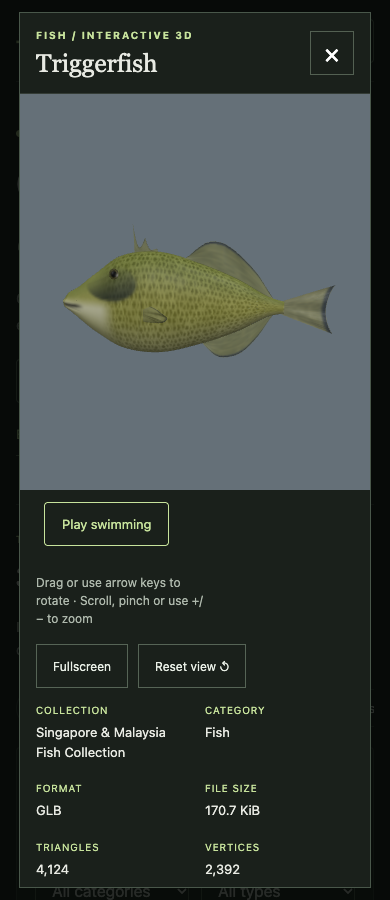 FISH / INTERACTIVE 3D
Triggerfish
×
Play swimming
Drag or use arrow keys to
rotate · Scroll, pinch or use +/
− to zoom
Fullscreen
Reset view ↺
COLLECTION
CATEGORY
Singapore & Malaysia
Fish Collection
Fish
FORMAT
FILE SIZE
GLB
170.7 KiB
TRIANGLES
VERTICES
4,124
2,392
All categories
All types